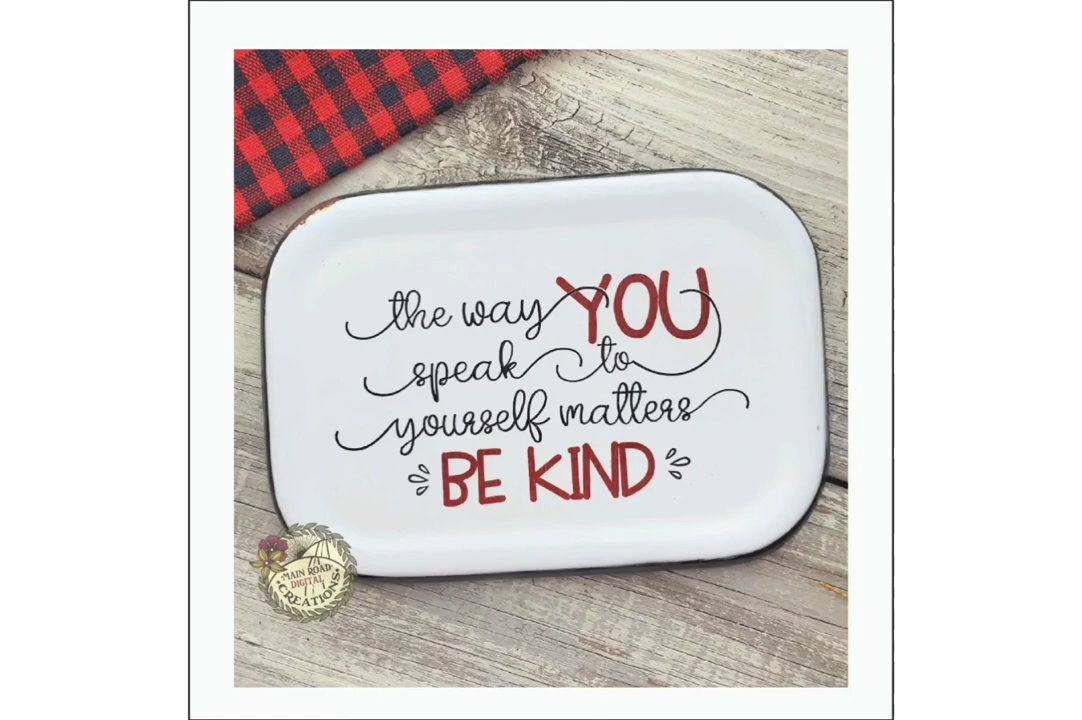 the way YOU
speak to
yourself matters
BE KIND
MAIN ROAD
DIGITAL
CREATIONS